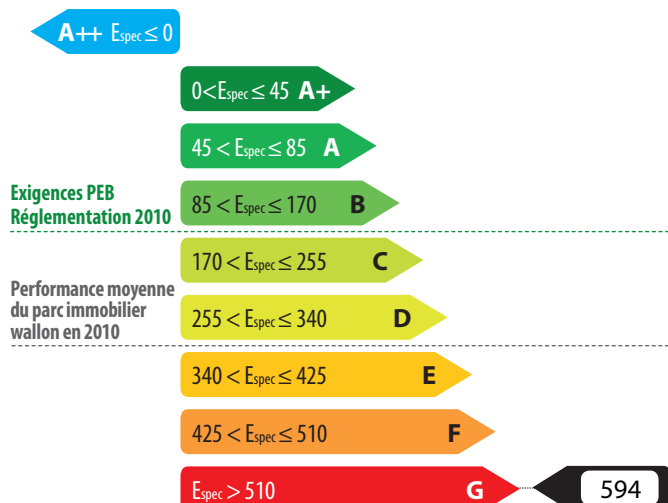 A++ Espec ≤ 0
0<Espec ≤ 45 A+
45 < Espec ≤ 85 A
Exigences PEB
Réglementation 2010
85 < Espec ≤ 170 B
170 < Espec ≤ 255 C
Performance moyenne
du parc immobilier
wallon en 2010
255 < Espec ≤ 340 D
340 < Espec ≤ 425 E
425 < Espec ≤ 510 F
Espec > 510 G
594